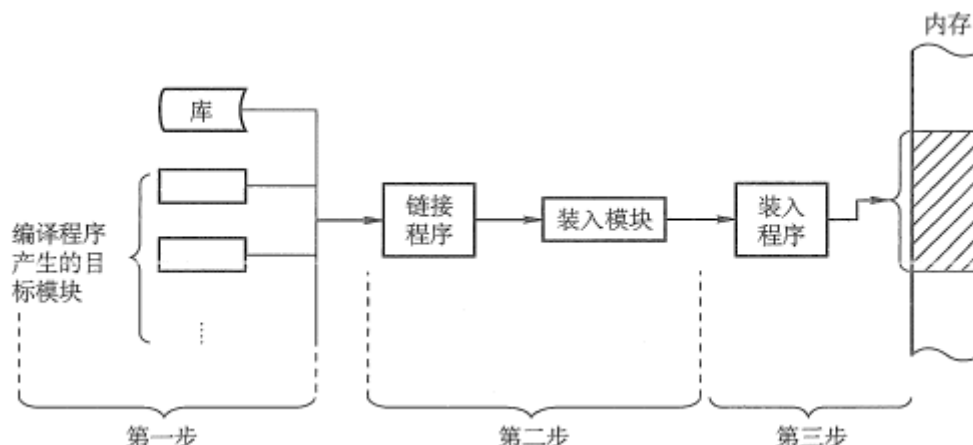 内存
库
编译程序
产生的目
标模块
链接
程序
装入模块
装入
程序
第一步
第二步
第三步